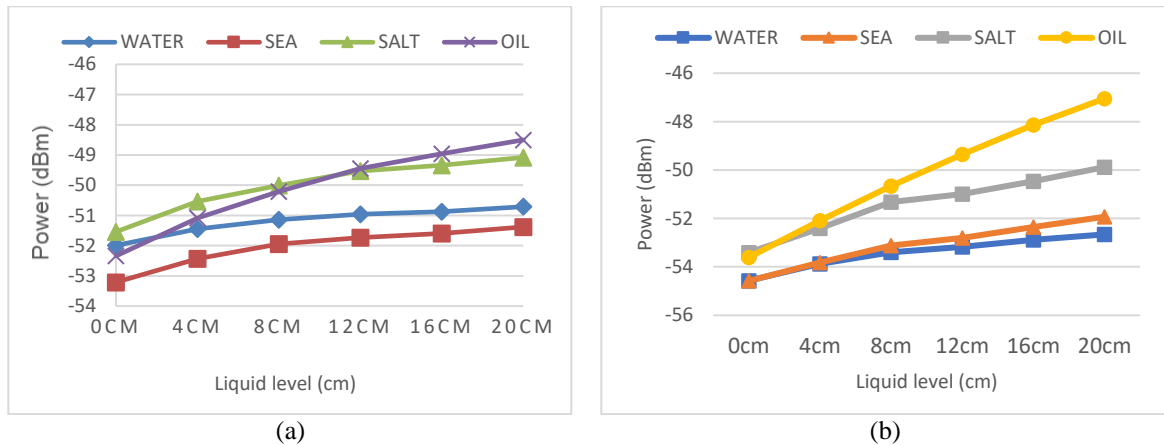 WATER SEA SALT OIL
-46
-47
-48
-49
-50
-51
-52
-53
-54
Power (dBm)
0CM 4CM 8CM 12CM 16CM 20CM
Liquid level (cm)
(a)
WATER SEA SALT OIL
-46
-48
-50
-52
-54
-56
Power (dBm)
0cm 4cm 8cm 12cm 16cm 20cm
Liquid level (cm)
(b)